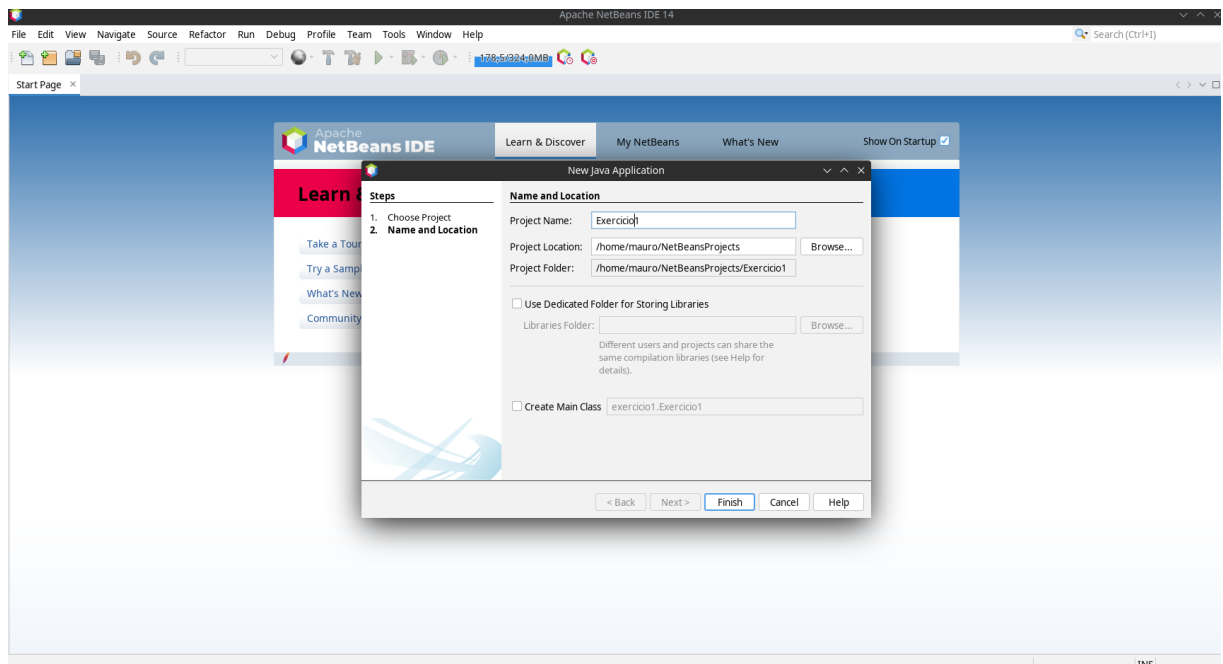 Apache NetBeans IDE 14
File Edit View Navigate Source Refactor Run Debug Profile Team Tools Window Help
Search (Ctrl+I)
178,5/324,0MB
Start Page
Apache
NetBeans IDE
Learn & Discover My NetBeans What's New Show On Startup
New Java Application
Learn &
Steps
1. Choose Project
2. Name and Location
Name and Location
Project Name: Exercicio1
Project Location: /home/mauro/NetBeansProjects Browse...
Project Folder: /home/mauro/NetBeansProjects/Exercicio1
Use Dedicated Folder for Storing Libraries
Libraries Folder: Browse...
Different users and projects can share the
same compilation libraries (see Help for
details).
Create Main Class exercicio1.Exercicio1
< Back Next > Finish Cancel Help
Take a Tour
Try a Samp
What's New
Community
INS